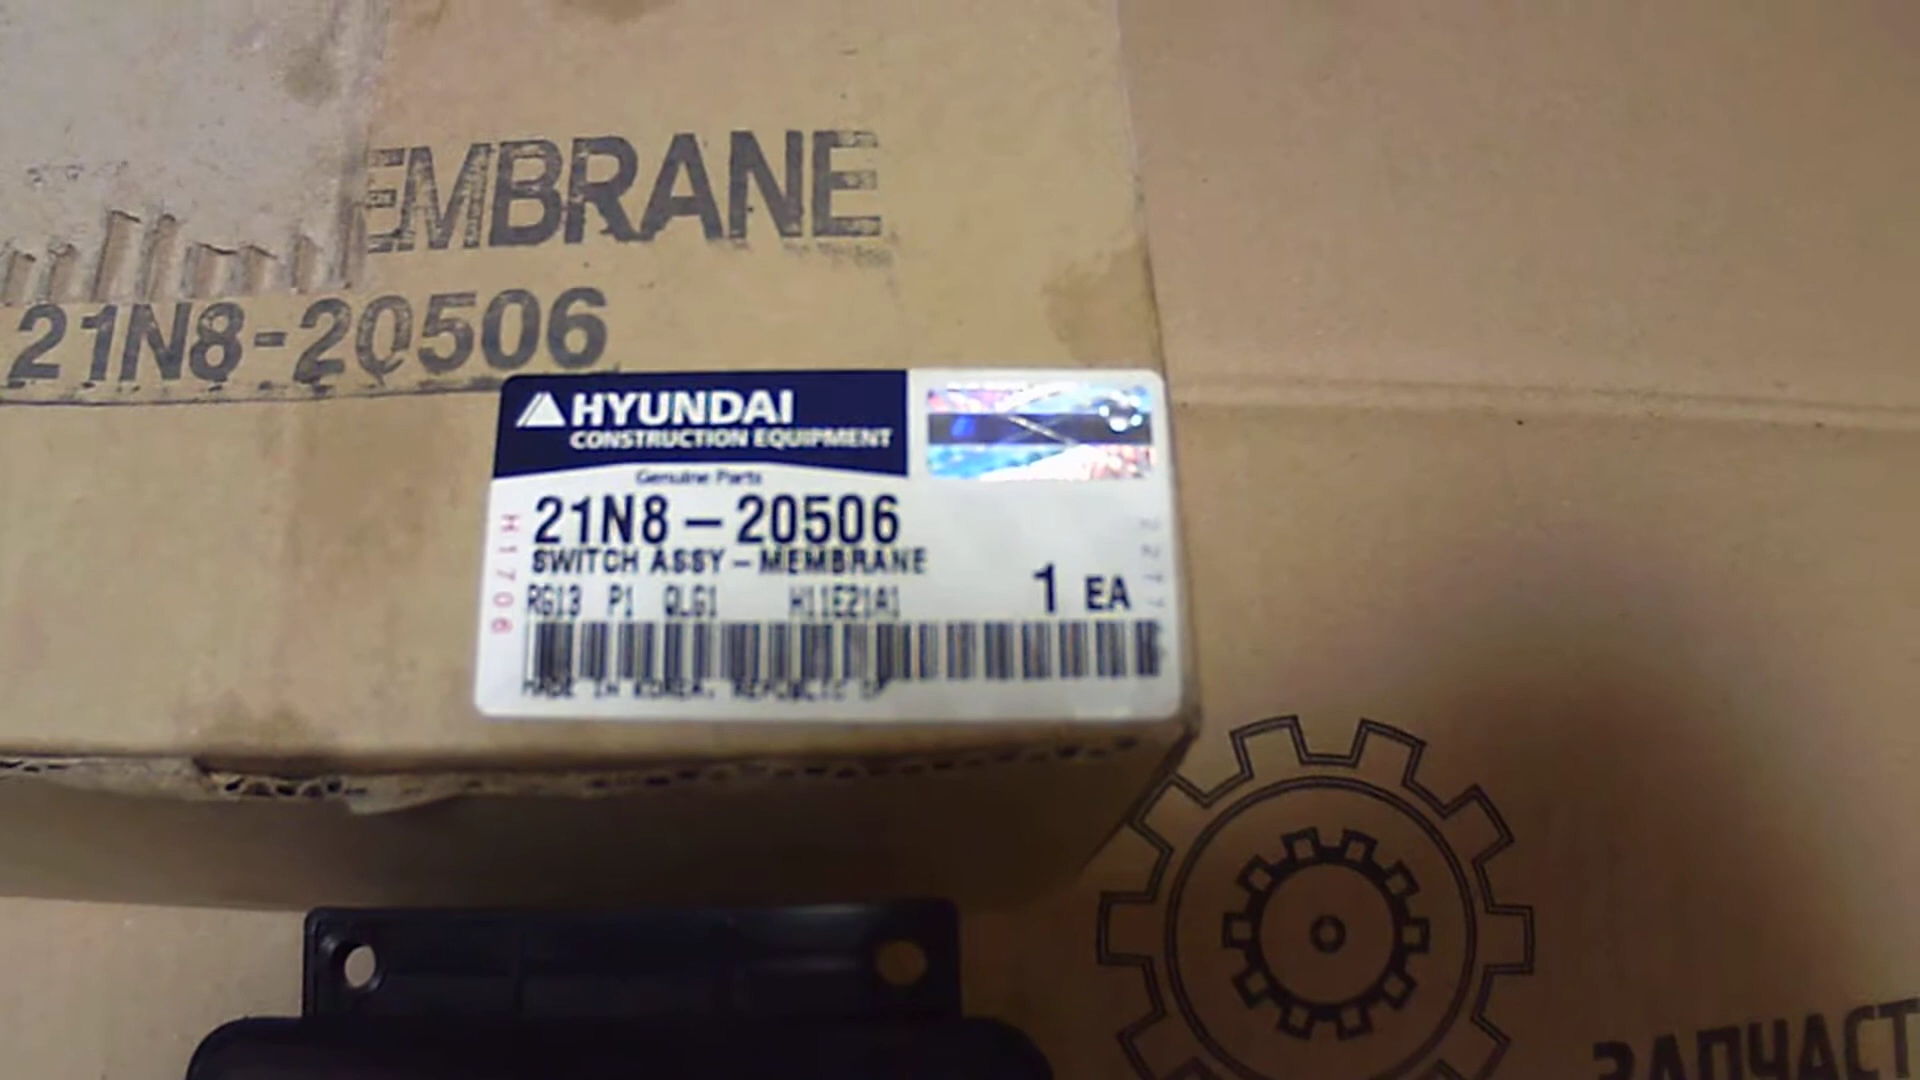 EMBRANE
21N8-20506
HYUNDAI
CONSTRUCTION EQUIPMENT
Genuine Parts
21N8-20506
SWITCH ASSY-MEMBRANE
RG13 P1 QLG1 H11E21A1
1 EA
MADE IN KOREA, REPUBLIC OF
H1706
ЗАПЧАСТ